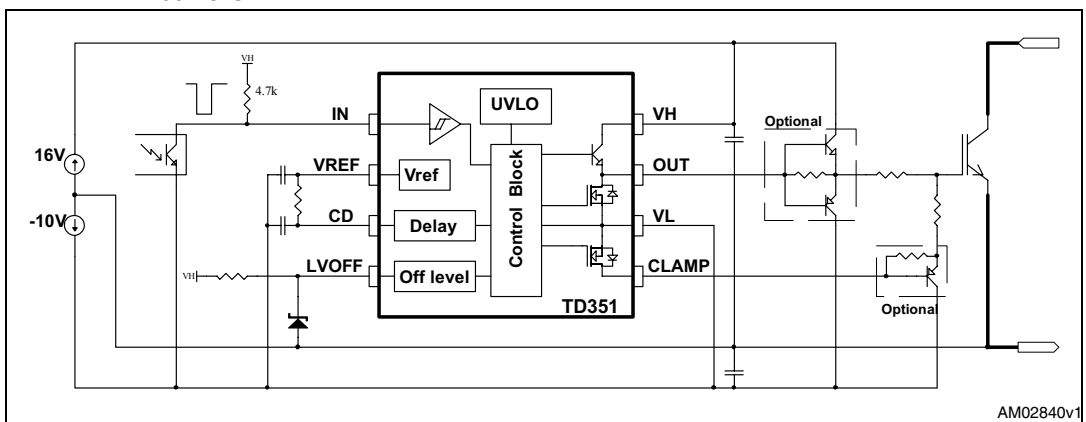 VH
4.7k
IN
UVLO
VH
Optional
16V
VREF
Vref
Control Block
OUT
-10V
CD
Delay
VL
VH
LVOFF
Off level
CLAMP
TD351
Optional
AM02840v1